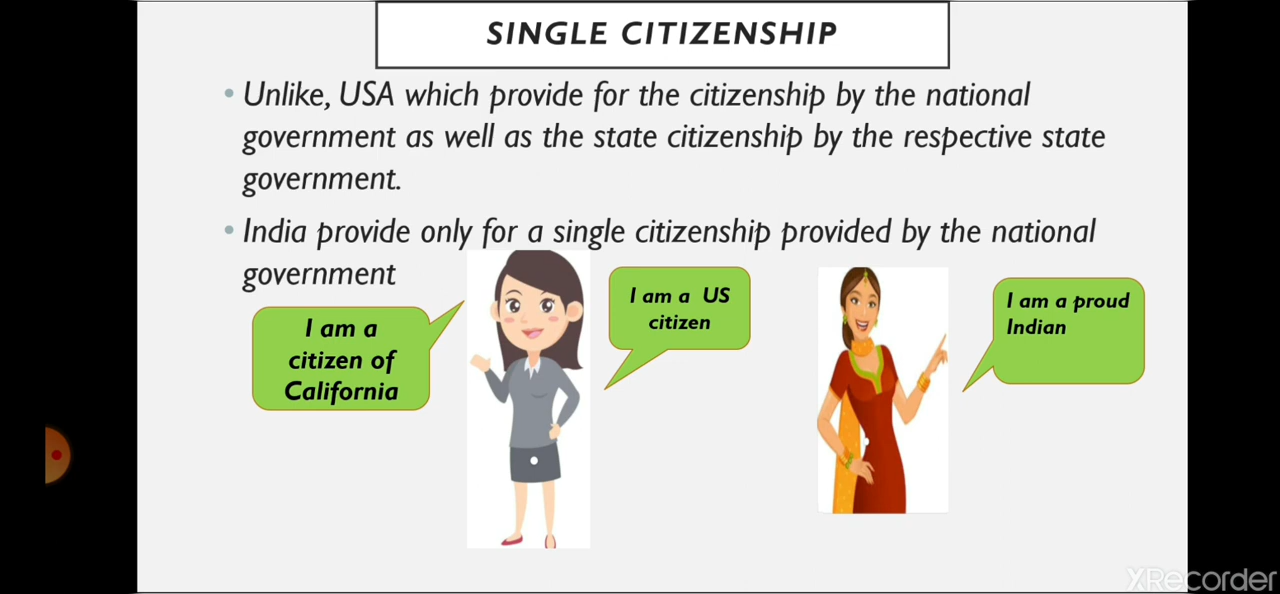 SINGLE CITIZENSHIP
• Unlike, USA which provide for the citizenship by the national
government as well as the state citizenship by the respective state
government.
• India provide only for a single citizenship provided by the national
government
I am a
citizen of
California
I am a US
citizen
I am a proud
Indian
XRecorder